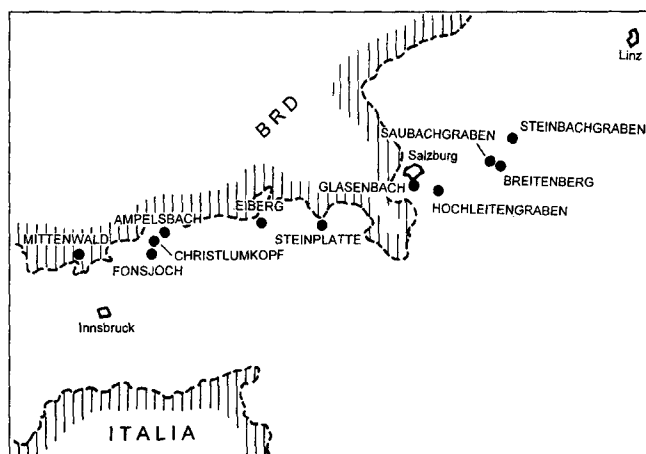 Linz
BRD
STEINBACHGRABEN
SAUBACHGRABEN
Salzburg
BREITENBERG
GLASENBACH
HOCHLEITENGRABEN
EIBERG
AMPELSBACH
STEINPLATTE
MITTENWALD
CHRISTLUMKOPF
FONSJOCH
Innsbruck
ITALIA